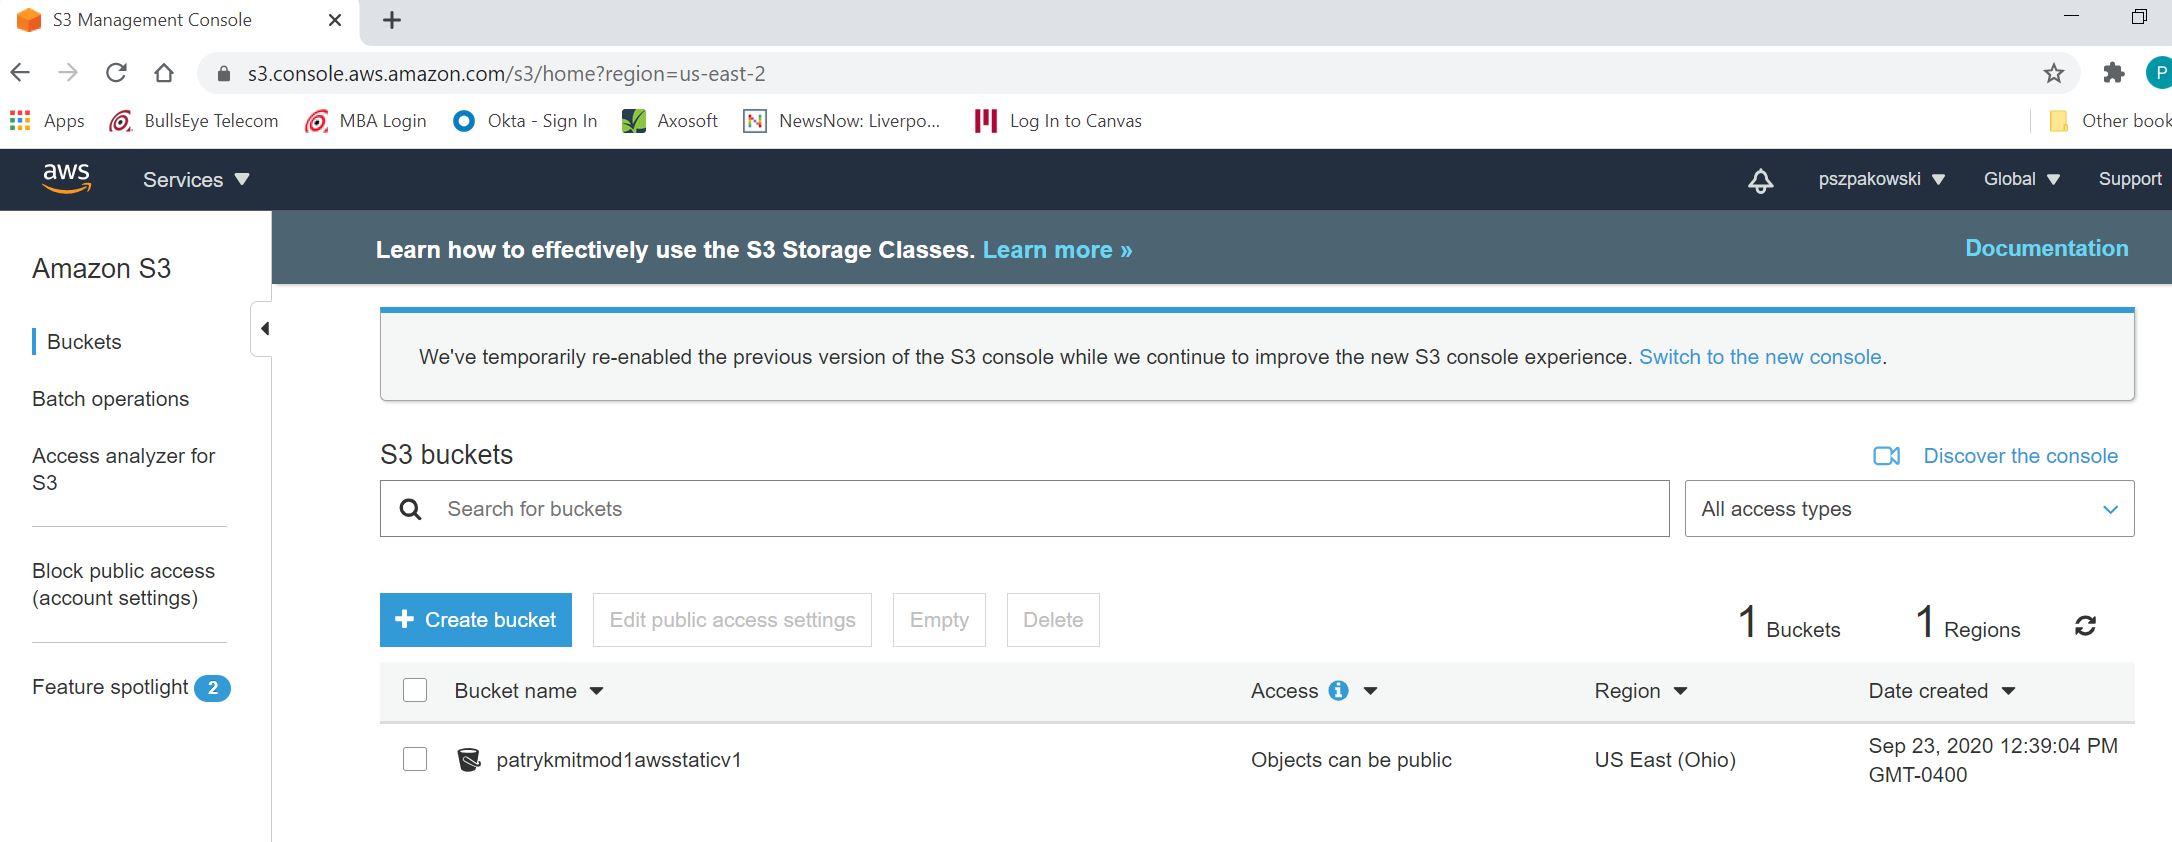 S3 Management Console
s3.console.aws.amazon.com/s3/home?region=us-east-2
P
Apps BullsEye Telecom MBA Login Okta - Sign In Axosoft NewsNow: Liverpo... Log In to Canvas Other book
aws Services pszpakowski Global Support
Learn how to effectively use the S3 Storage Classes. Learn more » Documentation
Amazon S3
Buckets
Batch operations
Access analyzer for
S3
Block public access
(account settings)
Feature spotlight 2
We've temporarily re-enabled the previous version of the S3 console while we continue to improve the new S3 console experience. Switch to the new console.
S3 buckets Discover the console
Search for buckets All access types
+ Create bucket Edit public access settings Empty Delete 1 Buckets 1 Regions
Bucket name Access Region Date created
patrykmitmod1awsstaticv1 Objects can be public US East (Ohio) Sep 23, 2020 12:39:04 PM
GMT-0400